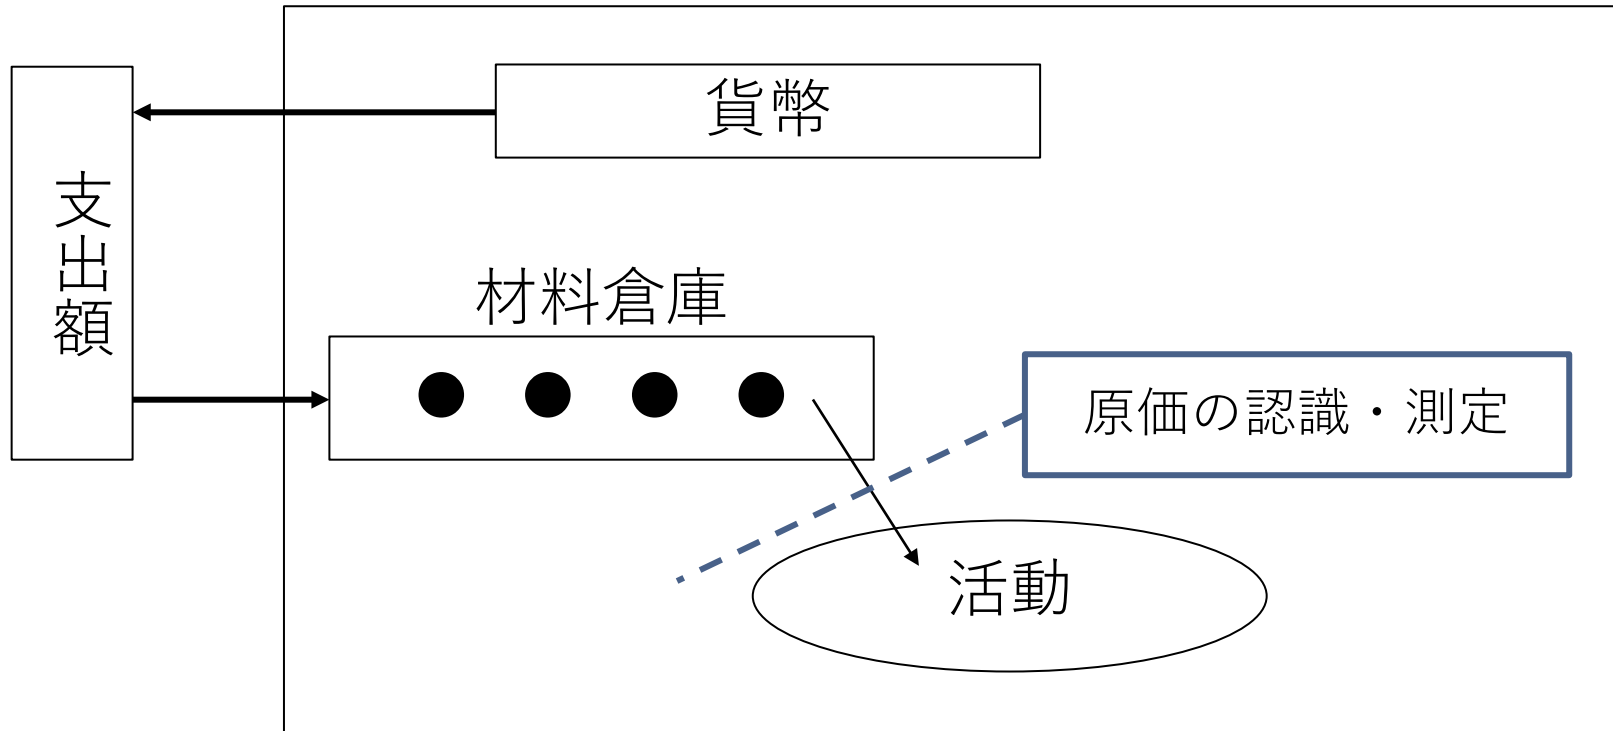 貨幣
支出額
材料倉庫
原価の認識・測定
活動